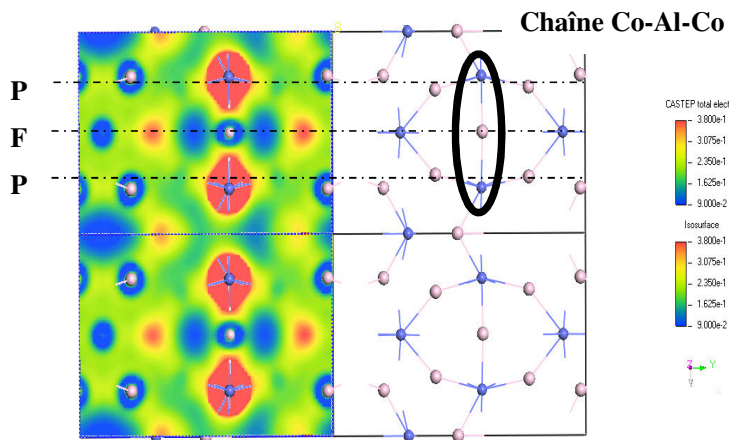 Chaîne Co-Al-Co
P
F
P
CASTEP total elect
3.800e-1
3.075e-1
2.350e-1
1.625e-1
9.000e-2
Isosurface
3.800e-1
3.075e-1
2.350e-1
1.625e-1
9.000e-2
Z
Y